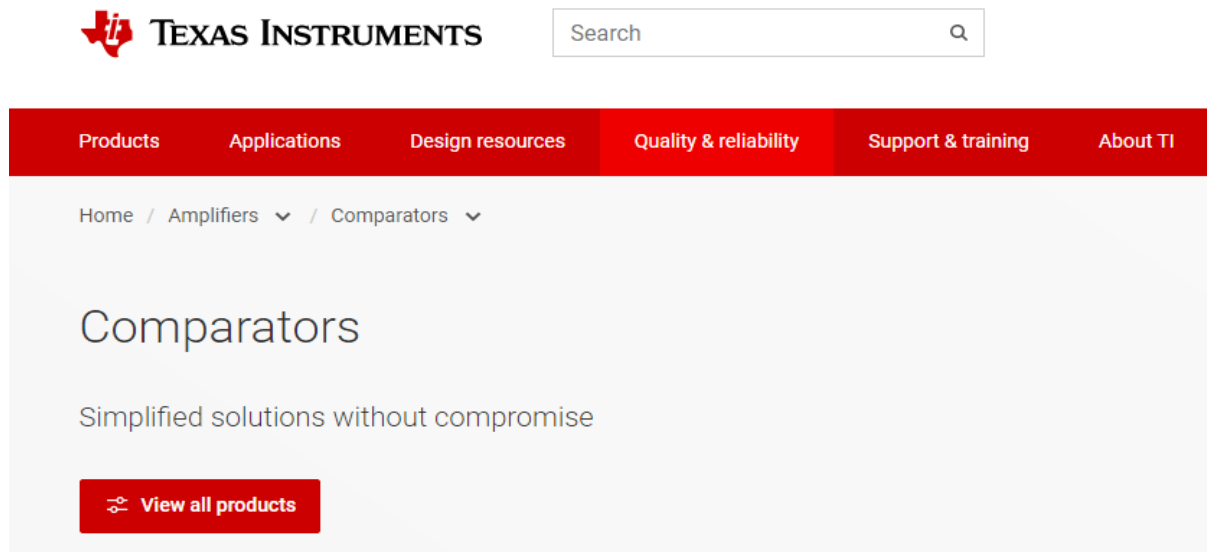 TEXAS INSTRUMENTS
Search
Products Applications Design resources Quality & reliability Support & training About TI
Home / Amplifiers / Comparators
Comparators
Simplified solutions without compromise
View all products